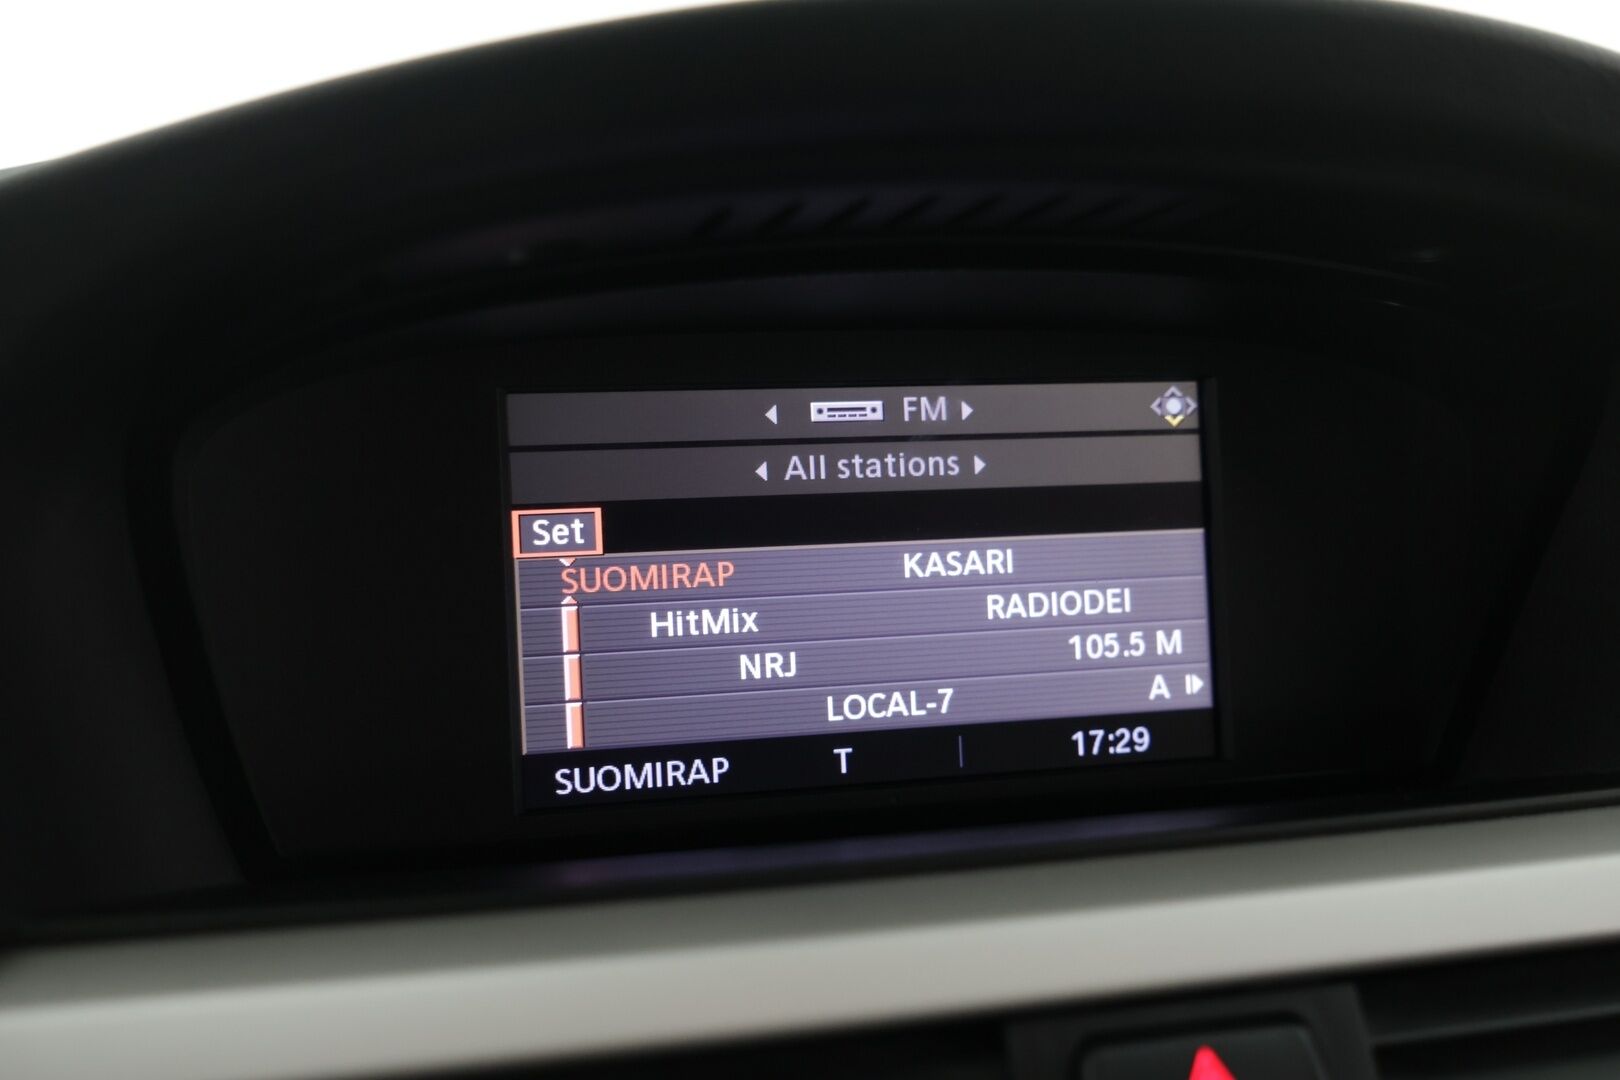 FM
All stations
Set
SUOMIRAP KASARI
HitMix RADIODEI
NRJ 105.5 M
LOCAL-7 A
SUOMIRAP T 17:29